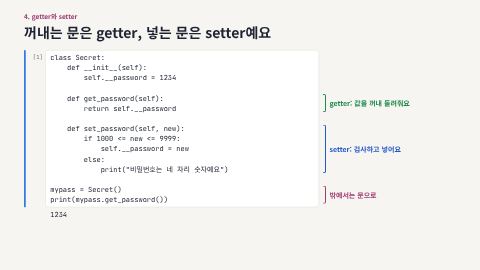 4. getter와 setter
꺼내는 문은 getter, 넣는 문은 setter예요
[1]
class Secret:
    def __init__(self):
        self.__password = 1234

    def get_password(self):
        return self.__password

    def set_password(self, new):
        if 1000 <= new <= 9999:
            self.__password = new
        else:
            print("비밀번호는 네 자리 숫자예요")

mypass = Secret()
print(mypass.get_password())
1234
getter: 값을 꺼내 돌려줘요
setter: 검사하고 넣어요
밖에서는 문으로